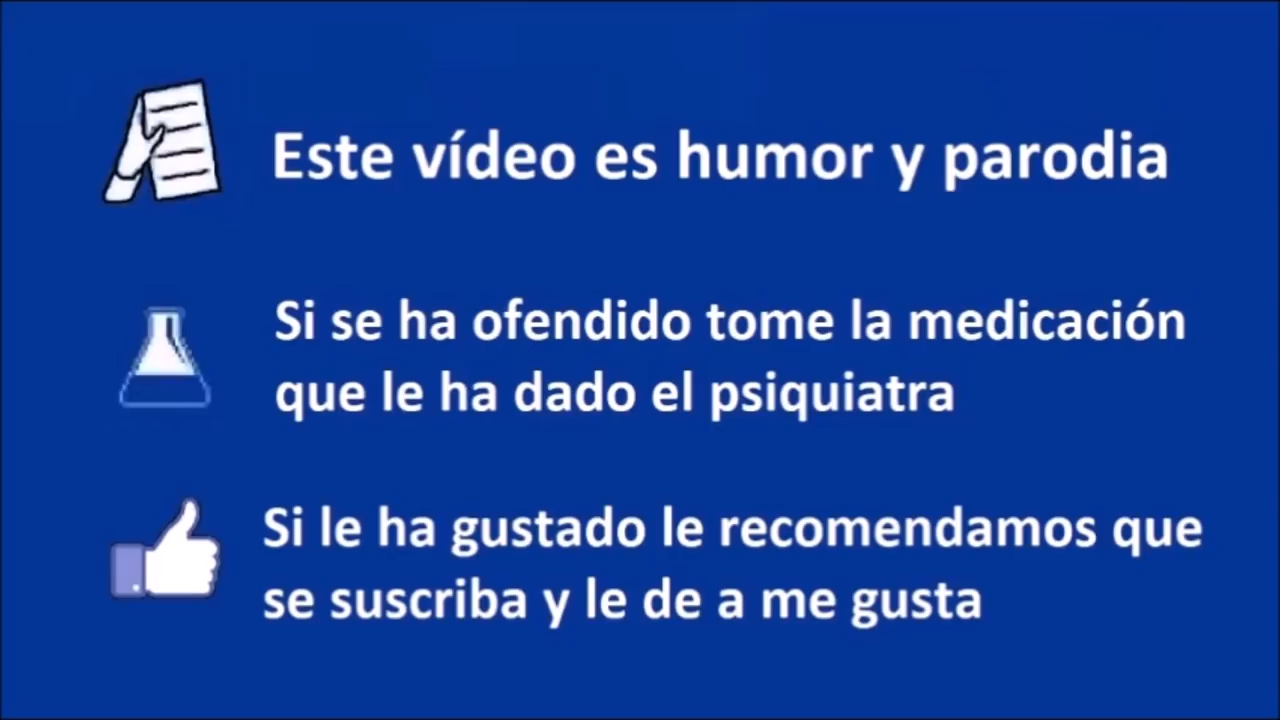 Este vídeo es humor y parodia
Si se ha ofendido tome la medicación
que le ha dado el psiquiatra
Si le ha gustado le recomendamos que
se suscriba y le de a me gusta